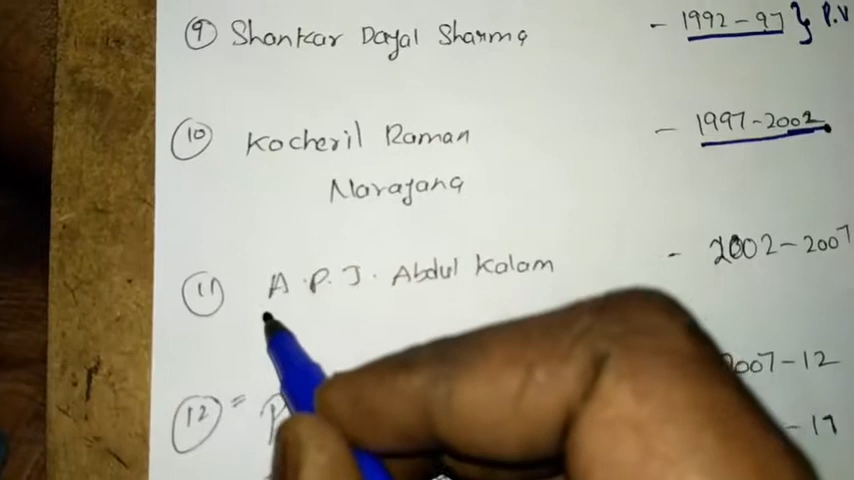 9 Shankar Dayal Sharma - 1992-97 } P.V
10 Kocheril Raman - 1997-2002
Narayana
11 A.P.J. Abdul Kalam - 2002-2007
2007-12
12 = P
- 17